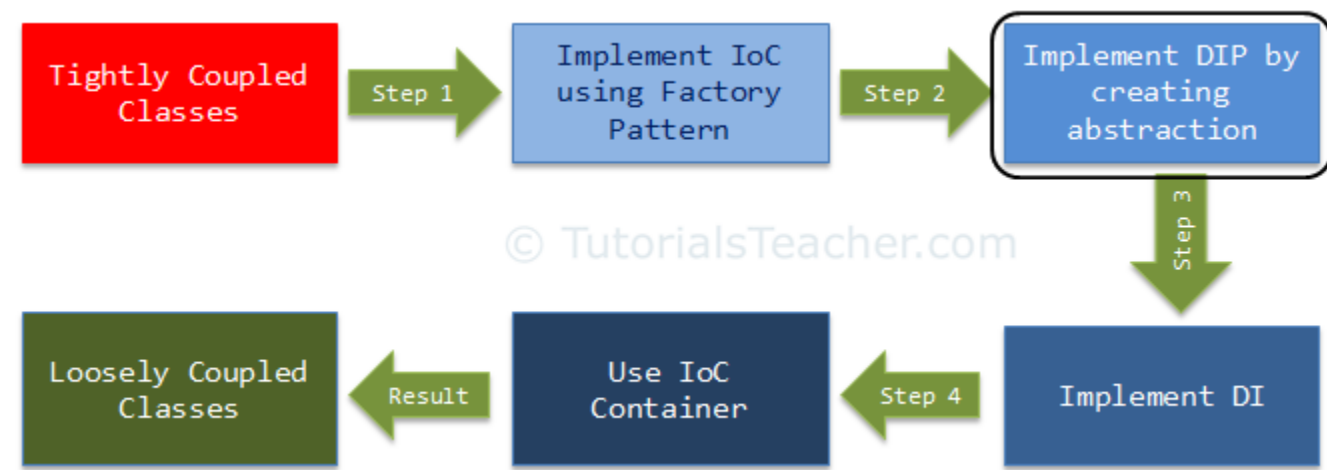 Tightly Coupled
Classes
Step 1
Implement IoC
using Factory
Pattern
Step 2
Implement DIP by
creating
abstraction
Step 3
© TutorialsTeacher.com
Loosely Coupled
Classes
Result
Use IoC
Container
Step 4
Implement DI